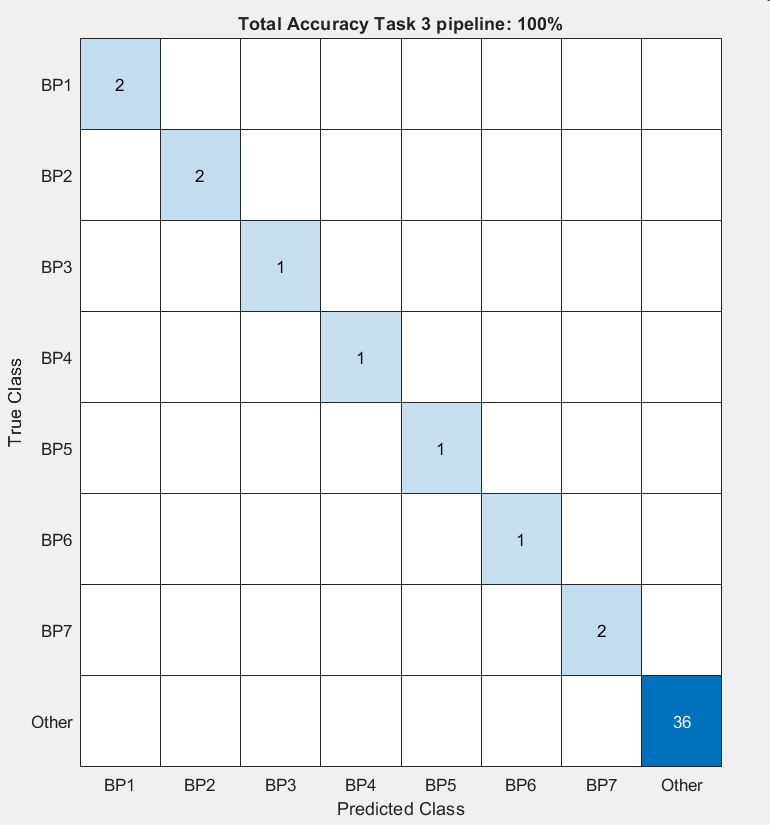 Total Accuracy Task 3 pipeline: 100%
True Class
BP1 2
BP2 2
BP3 1
BP4 1
BP5 1
BP6 1
BP7 2
Other 36
BP1 BP2 BP3 BP4 BP5 BP6 BP7 Other
Predicted Class